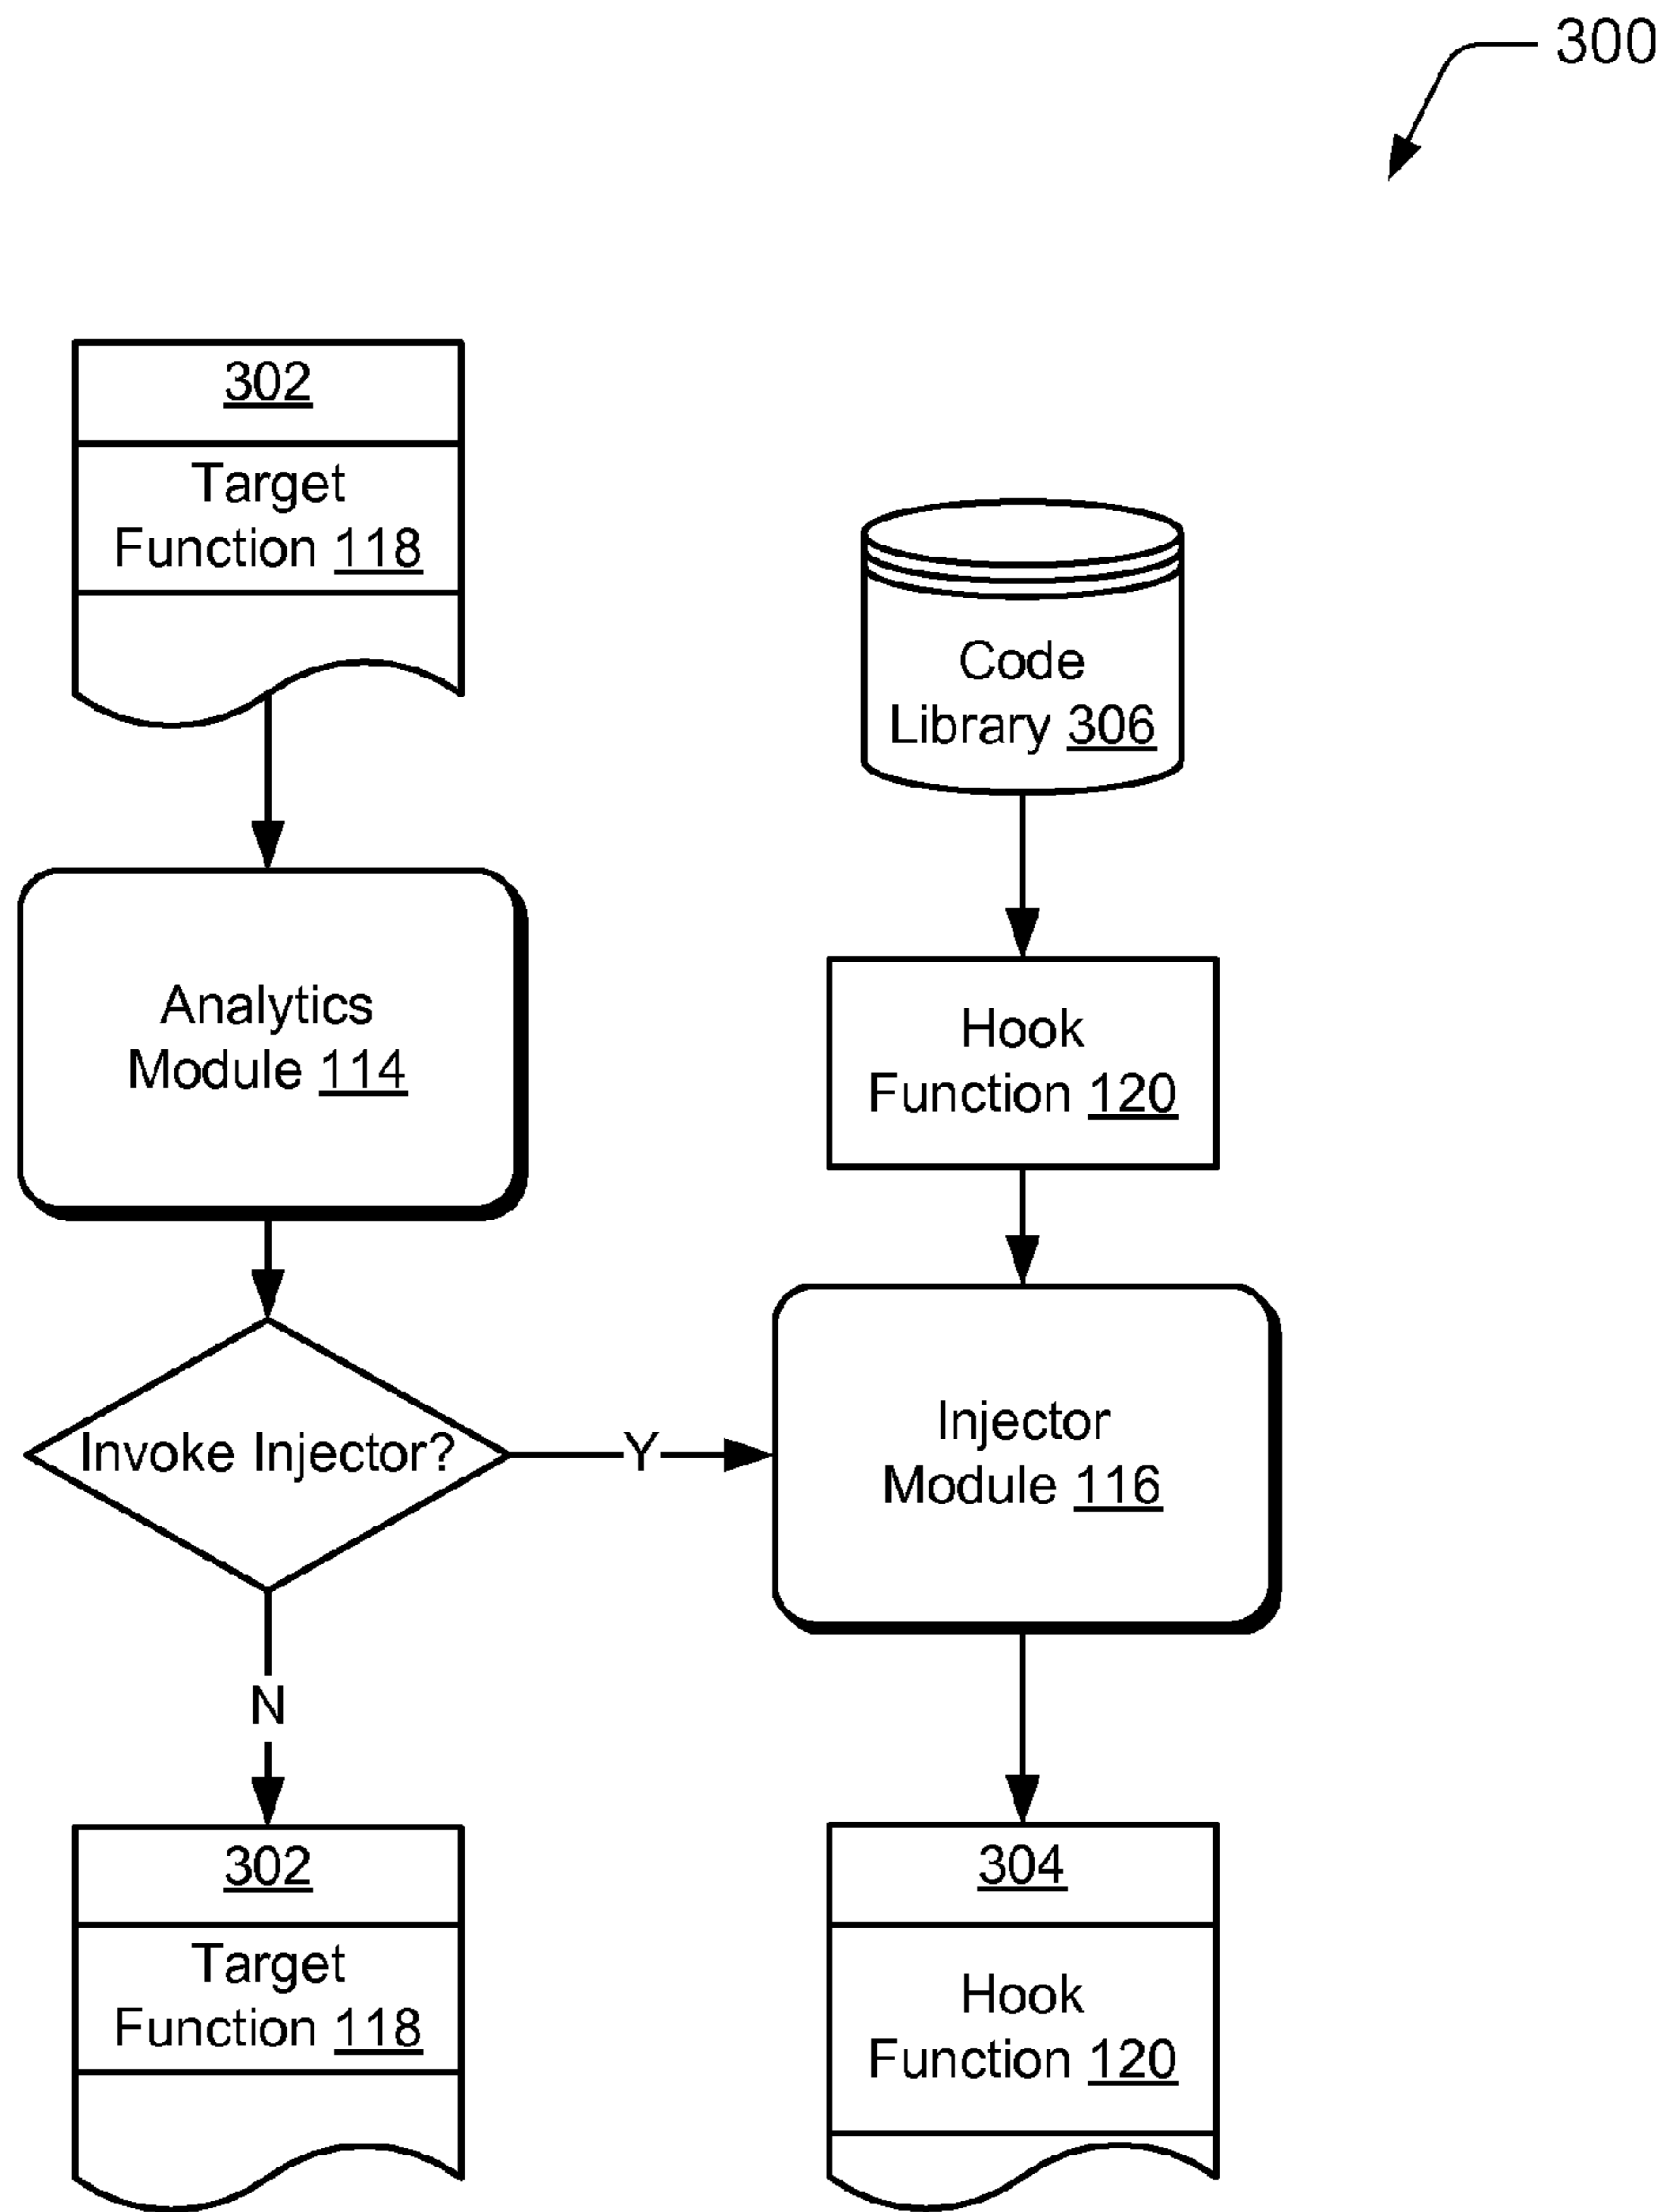 300
302
Target
Function 118
Code
Library 306
Analytics
Module 114
Hook
Function 120
Invoke Injector?
Y
Injector
Module 116
N
302
Target
Function 118
304
Hook
Function 120